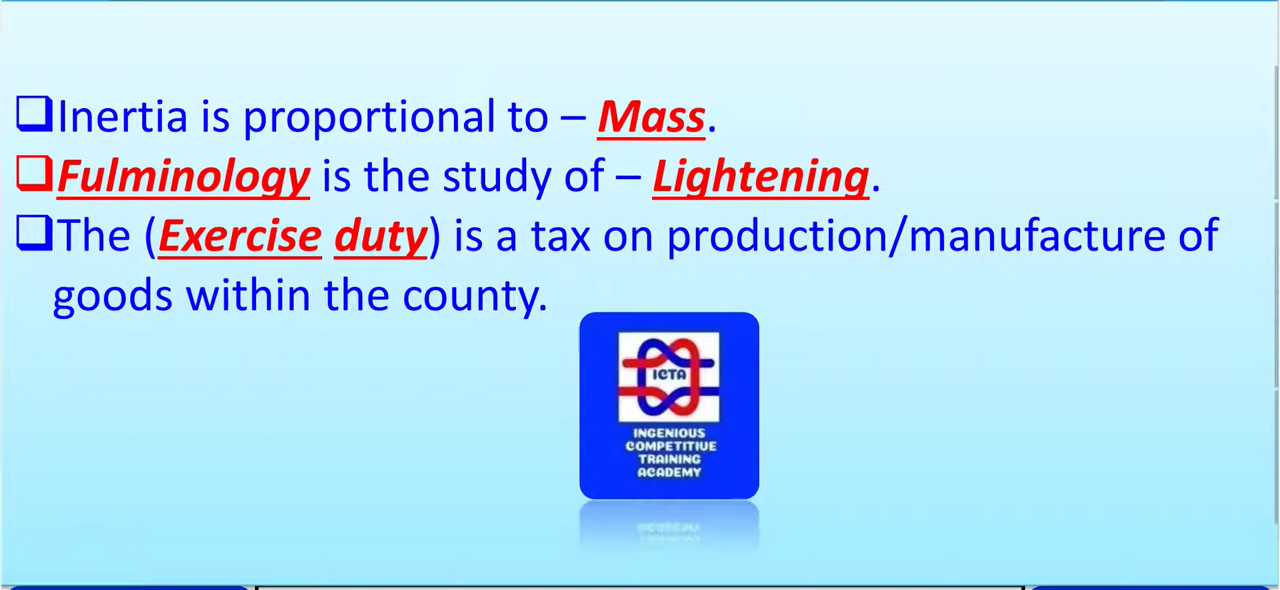 ❑Inertia is proportional to – Mass.
❑Fulminology is the study of – Lightening.
❑The (Exercise duty) is a tax on production/manufacture of
goods within the county.
ICTA
INGENIOUS
COMPETITIVE
TRAINING
ACADEMY